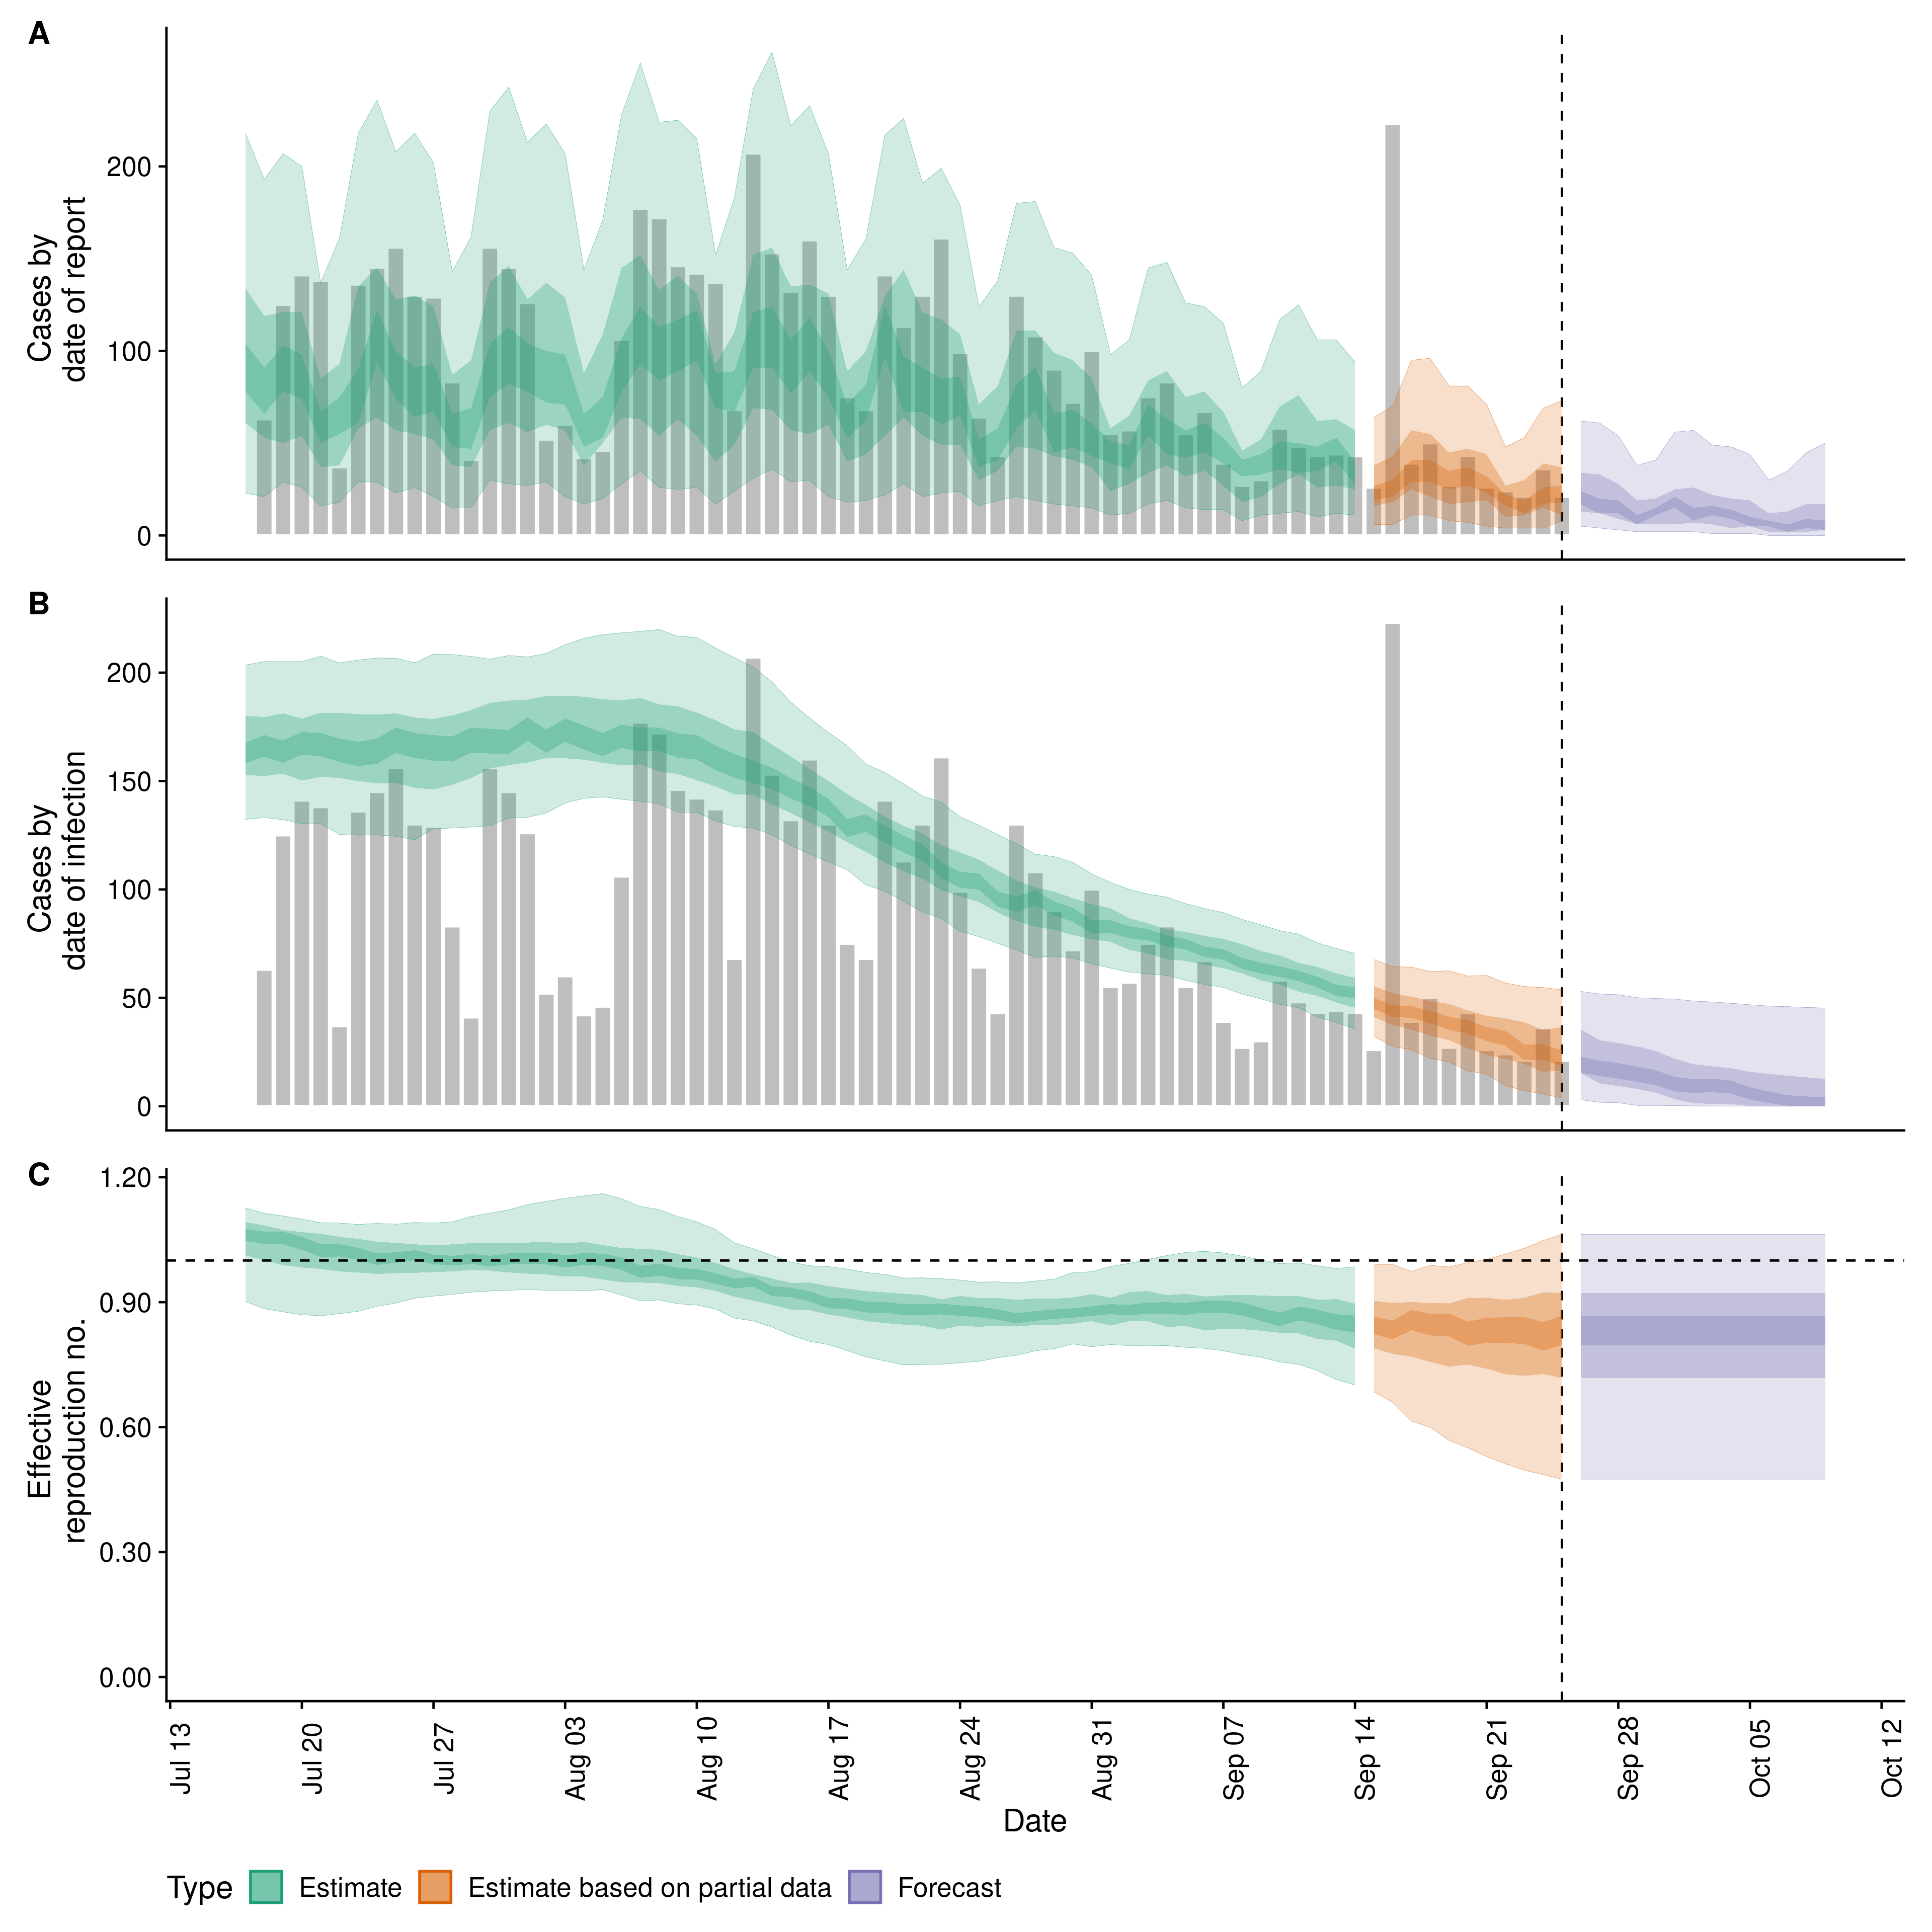 A
Cases by
date of report
200
100
0
B
Cases by
date of infection
200
150
100
50
0
C
Effective
reproduction no.
1.20
0.90
0.60
0.30
0.00
Jul 13
Jul 20
Jul 27
Aug 03
Aug 10
Aug 17
Aug 24
Aug 31
Sep 07
Sep 14
Sep 21
Sep 28
Oct 05
Oct 12
Date
Type Estimate Estimate based on partial data Forecast